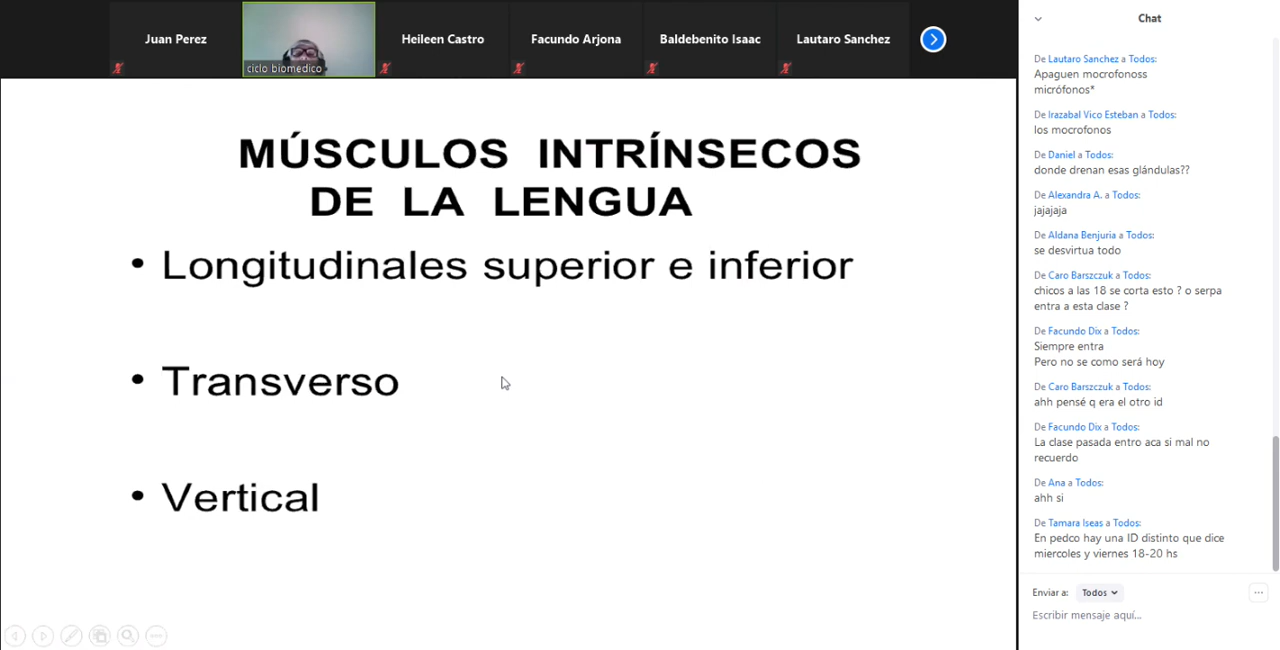 Juan Perez
ciclo biomedico
Heileen Castro
Facundo Arjona
Baldebenito Isaac
Lautaro Sanchez
MÚSCULOS INTRÍNSECOS
DE LA LENGUA
• Longitudinales superior e inferior
• Transverso
• Vertical
Chat
De Lautaro Sanchez a Todos:
Apaguen mocrofonoss
micrófonos*
De Irazabal Vico Esteban a Todos:
los mocrofonos
De Daniel a Todos:
donde drenan esas glándulas??
De Alexandra A. a Todos:
jajajaja
De Aldana Benjuria a Todos:
se desvirtua todo
De Caro Barszczuk a Todos:
chicos a las 18 se corta esto ? o serpa
entra a esta clase ?
De Facundo Dix a Todos:
Siempre entra
Pero no se como será hoy
De Caro Barszczuk a Todos:
ahh pensé q era el otro id
De Facundo Dix a Todos:
La clase pasada entro aca si mal no
recuerdo
De Ana a Todos:
ahh si
De Tamara Iseas a Todos:
En pedco hay una ID distinto que dice
miercoles y viernes 18-20 hs
Enviar a: Todos
Escribir mensaje aquí...